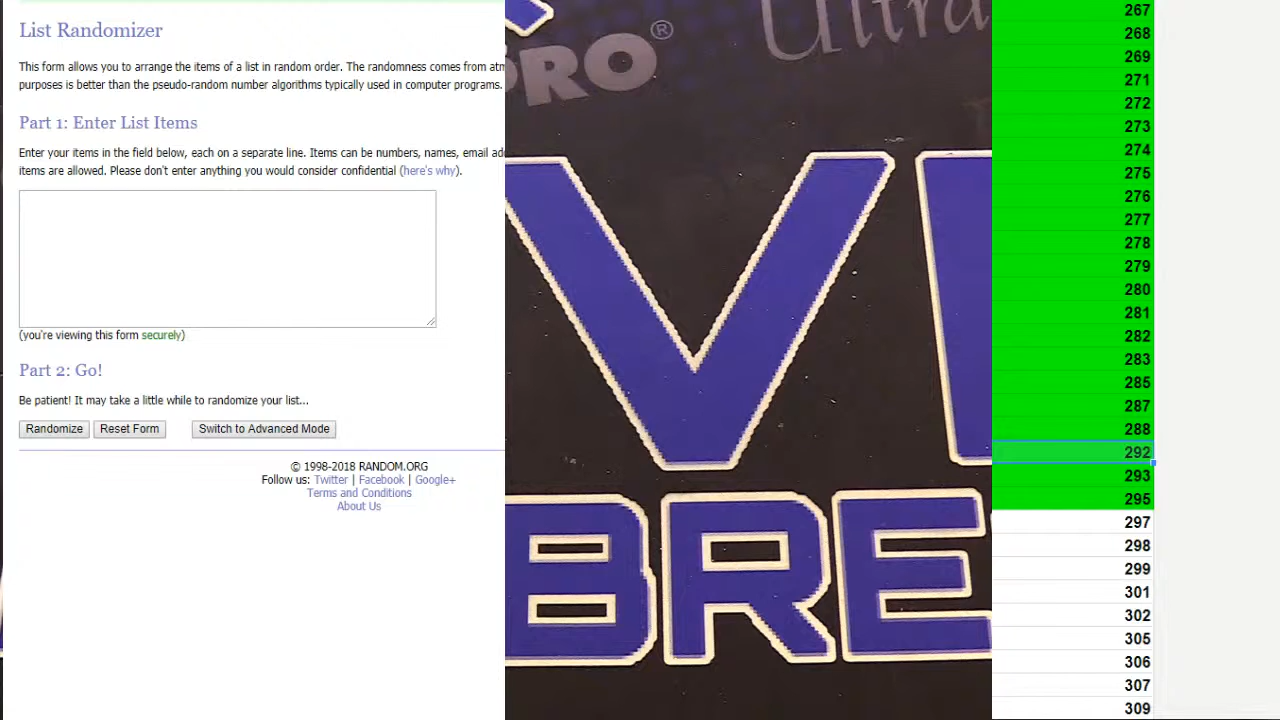 List Randomizer
This form allows you to arrange the items of a list in random order. The randomness comes from
purposes is better than the pseudo-random number algorithms typically used in computer programs.
Part 1: Enter List Items
Enter your items in the field below, each on a separate line. Items can be numbers, names, email
items are allowed. Please don't enter anything you would consider confidential (here's why).
(you're viewing this form securely)
Part 2: Go!
Be patient! It may take a little while to randomize your list...
Randomize Reset Form Switch to Advanced Mode
© 1998-2018 RANDOM.ORG
Follow us: Twitter | Facebook | Google+
Terms and Conditions
About Us
PRO® Ultra
V
BRE
267
268
269
271
272
273
274
275
276
277
278
279
280
281
282
283
285
287
288
292
293
295
297
298
299
301
302
305
306
307
309